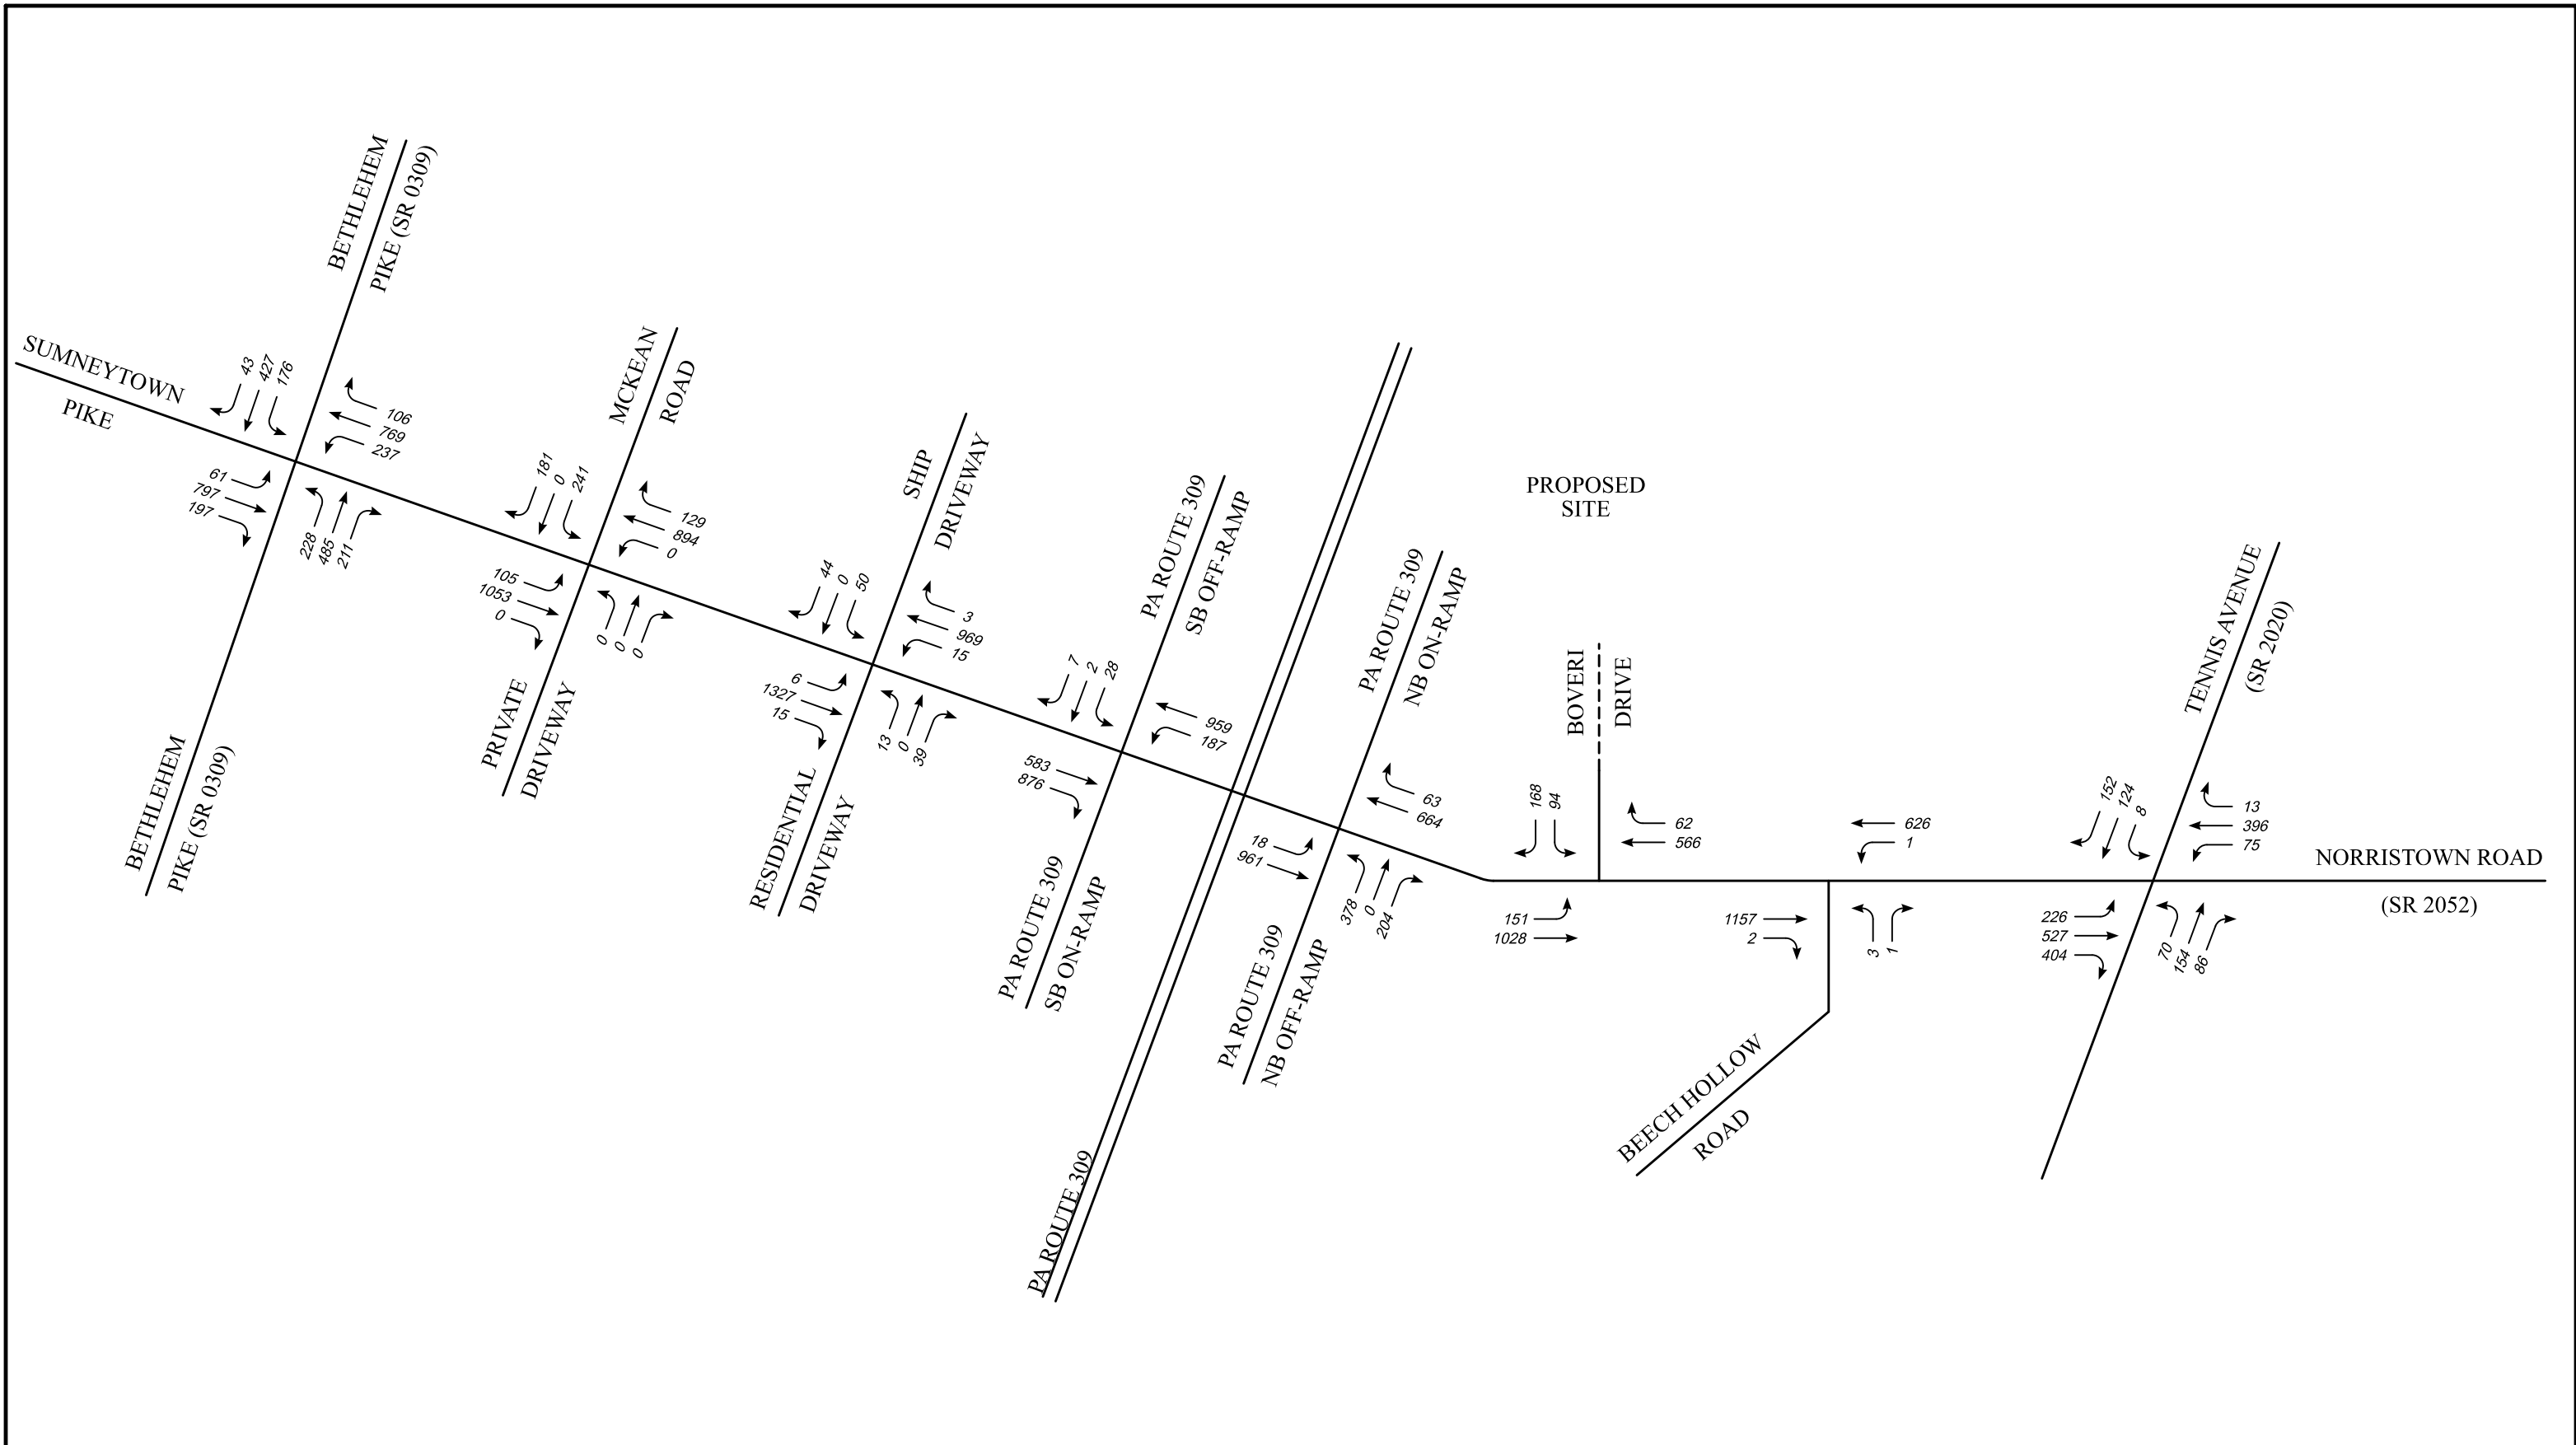 SUMNEYTOWN
PIKE
BETHLEHEM
PIKE (SR 0309)
43
427
176
106
769
237
61
797
197
228
485
211
BETHLEHEM
PIKE (SR 0309)
MCKEAN
ROAD
181
0
241
129
894
0
105
1053
0
0
0
0
PRIVATE
DRIVEWAY
SHIP
DRIVEWAY
44
0
50
3
969
15
6
1327
15
13
0
39
RESIDENTIAL
DRIVEWAY
PA ROUTE 309
SB OFF-RAMP
7
2
28
959
187
583
876
PA ROUTE 309
SB ON-RAMP
PA ROUTE 309
PA ROUTE 309
NB ON-RAMP
63
664
18
961
378
0
204
PA ROUTE 309
NB OFF-RAMP
PROPOSED
SITE
BOVERI
DRIVE
168
94
62
566
151
1028
626
1
1157
2
3
1
BEECH HOLLOW
ROAD
TENNIS AVENUE
(SR 2020)
152
124
8
13
396
75
226
527
404
70
154
86
NORRISTOWN ROAD
(SR 2052)